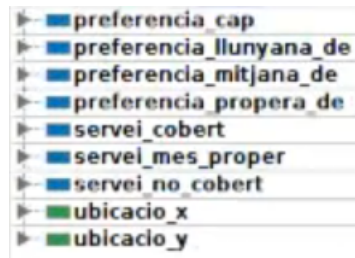 preferencia_cap
preferencia_llunyana_de
preferencia_mitjana_de
preferencia_propera_de
servei_cobert
servei_mes_proper
servei_no_cobert
ubicacio_x
ubicacio_y